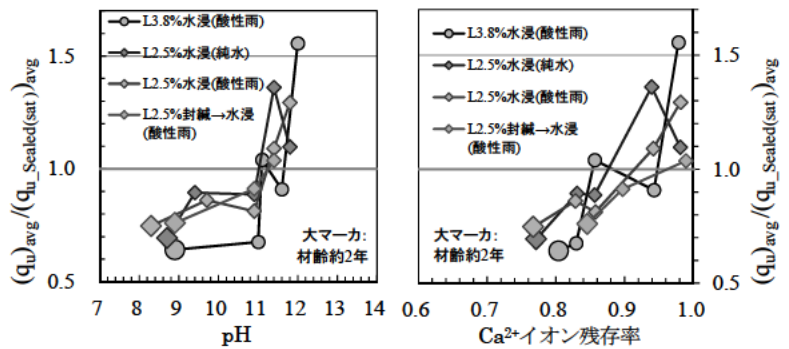 L3.8%水浸(酸性雨)
L2.5%水浸(純水)
L2.5%水浸(酸性雨)
L2.5%封緘→水浸
(酸性雨)
大マーカ:
材齢約2年
(qu)avg/(qu_Sealed(sat))avg
1.5
1.0
0.5
7 8 9 10 11 12 13 14
pH
L3.8%水浸(酸性雨)
L2.5%水浸(純水)
L2.5%水浸(酸性雨)
L2.5%封緘→水浸
(酸性雨)
大マーカ:
材齢約2年
0.6 0.7 0.8 0.9 1.0
Ca²⁺イオン残存率
1.5
1.0
0.5
(qu)avg/(qu_Sealed(sat))avg